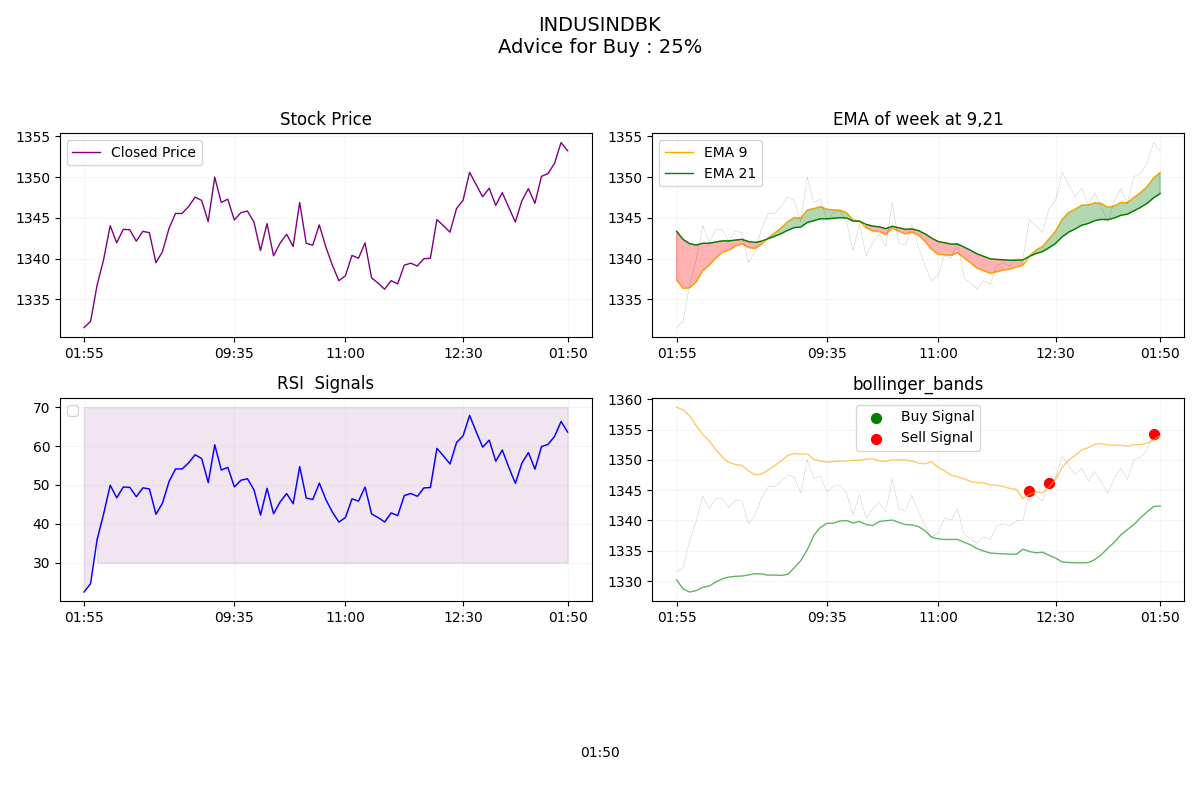 INDUSINDBK
Advice for Buy : 25%
Stock Price
1355
1350
1345
1340
1335
Closed Price
01:55 09:35 11:00 12:30 01:50
EMA of week at 9,21
1355
1350
1345
1340
1335
EMA 9
EMA 21
01:55 09:35 11:00 12:30 01:50
RSI  Signals
70
60
50
40
30
01:55 09:35 11:00 12:30 01:50
bollinger_bands
1360
1355
1350
1345
1340
1335
1330
Buy Signal
Sell Signal
01:55 09:35 11:00 12:30 01:50
01:50